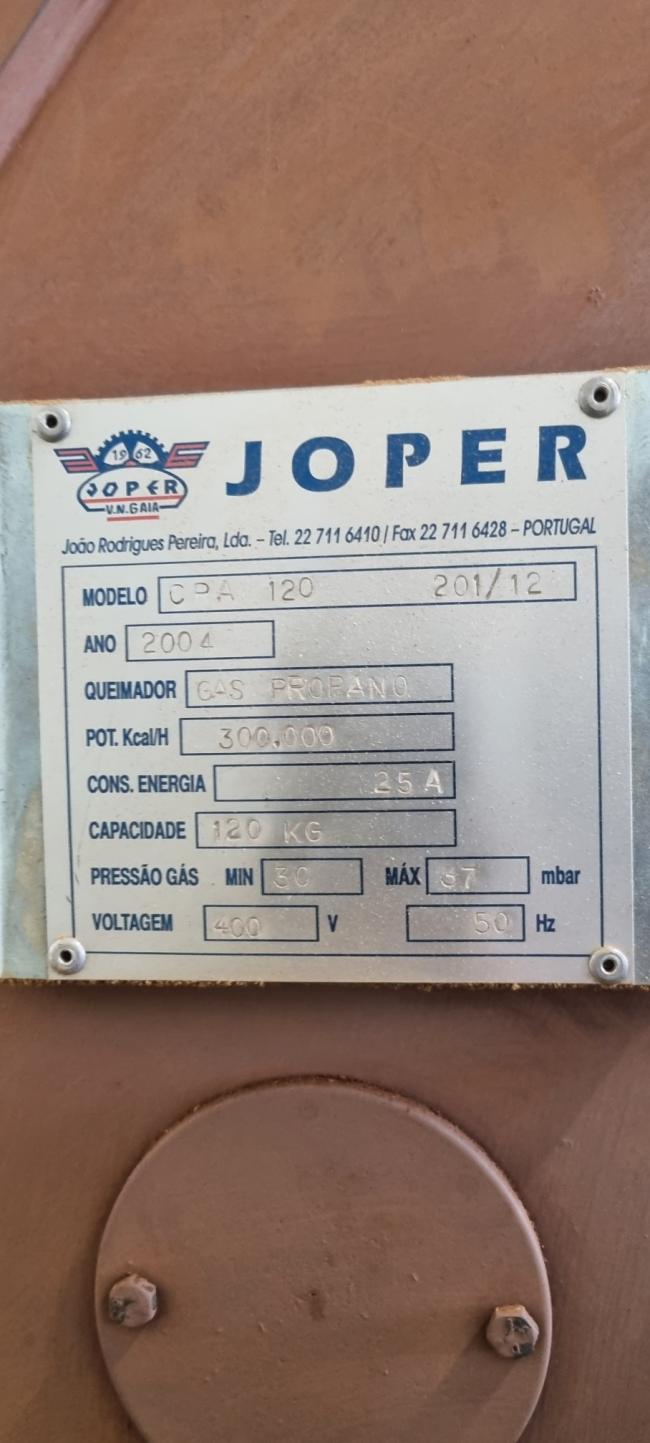 1962
JOPER
V.N.GAIA
JOPER
João Rodrigues Pereira, Lda. – Tel. 22 711 6410 / Fax 22 711 6428 – PORTUGAL
MODELO CPA 120 201/12
ANO 2004
QUEIMADOR GAS PROPANO
POT. Kcal/H 300,000
CONS. ENERGIA 25 A
CAPACIDADE 120 KG
PRESSÃO GÁS MIN 30 MÁX 37 mbar
VOLTAGEM 400 V 50 Hz